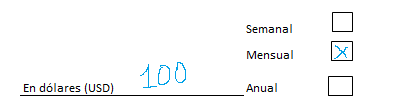 Semanal
Mensual X
En dólares (USD) 100 Anual